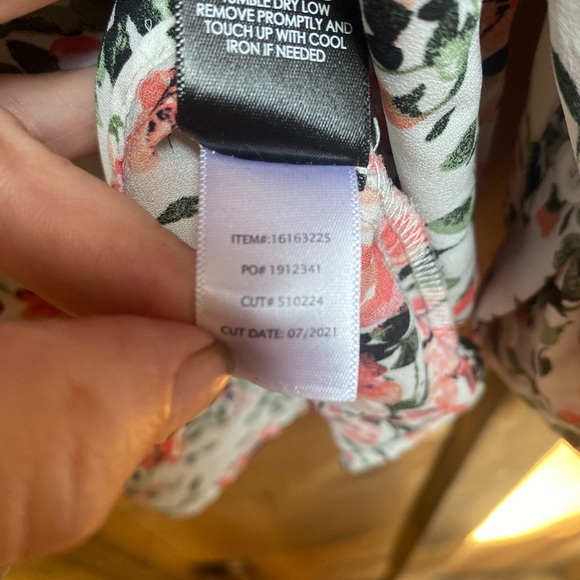 TUMBLE DRY LOW
REMOVE PROMPTLY AND
TOUCH UP WITH COOL
IRON IF NEEDED
ITEM#:16163225
PO# 1912341
CUT# 510224
CUT DATE: 07/2021